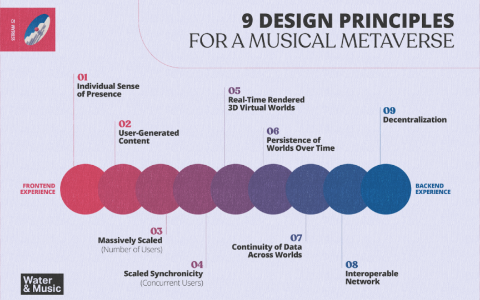 9 DESIGN PRINCIPLES
FOR A MUSICAL METAVERSE
01
Individual Sense
of Presence
02
User-Generated
Content
05
Real-Time Rendered
3D Virtual Worlds
06
Persistence of
Worlds Over Time
09
Decentralization
FRONTEND
EXPERIENCE
BACKEND
EXPERIENCE
03
Massively Scaled
(Number of Users)
04
Scaled Synchronicity
(Concurrent Users)
07
Continuity of Data
Across Worlds
08
Interoperable
Network
Water
& Music